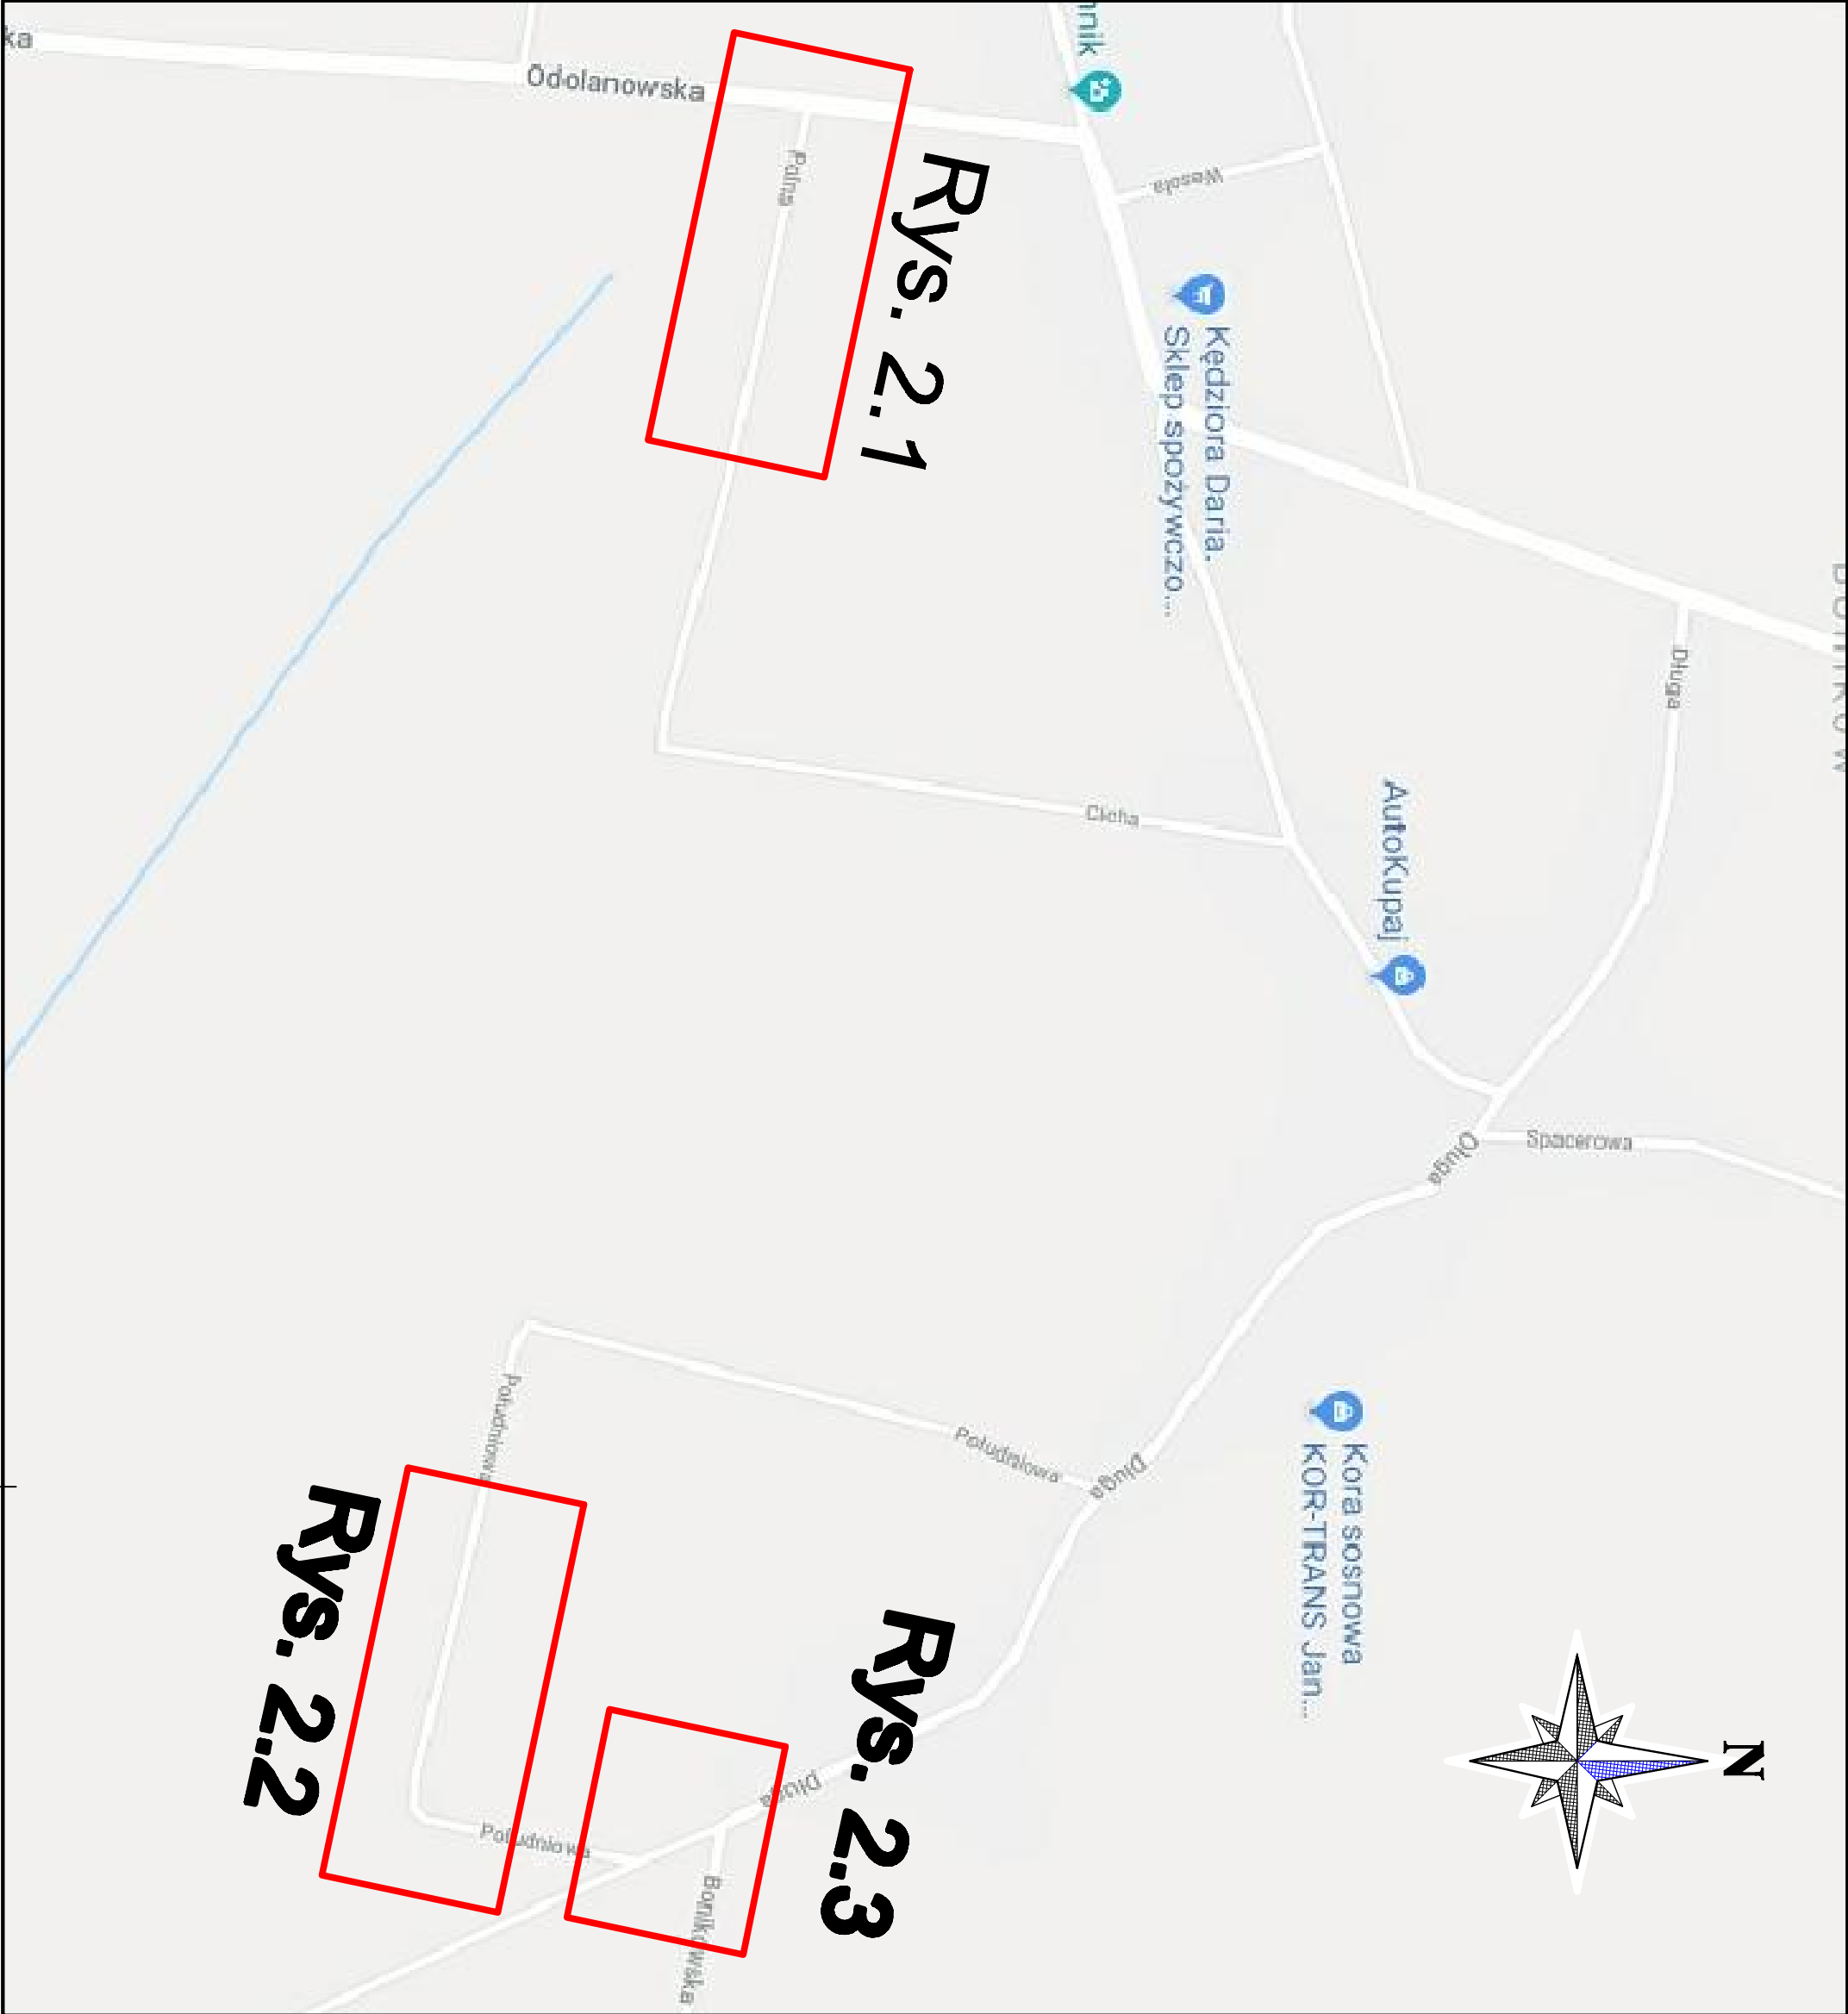 Odolanowska
Polna
Rys. 2.1
Wesoła
Kędziora Daria.
Sklep spożywczo...
Długa
Cicha
AutoKupaj
Spacerowa
Długa
Południowa
Południowa
Długa
Kora sosnowa
KOR-TRANS Jan...
Rys. 2.2
Rys. 2.3
Długa
Południowa
Bonikowska
N